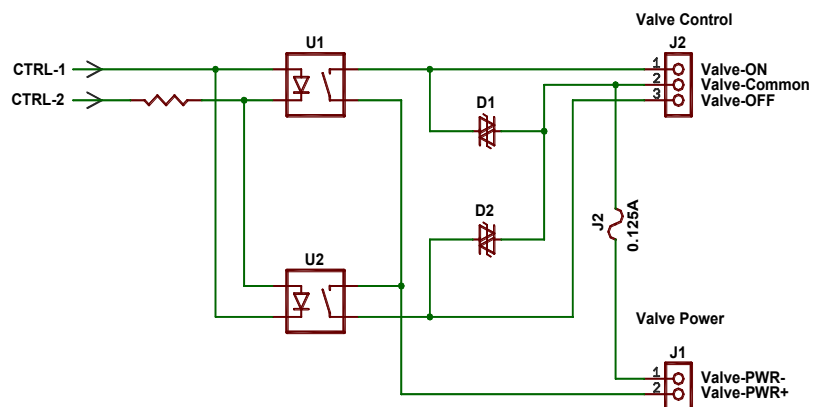 Valve Control
U1
J2
CTRL-1
1 Valve-ON
2 Valve-Common
CTRL-2
3 Valve-OFF
D1
D2
J2
0.125A
U2
Valve Power
J1
1 Valve-PWR-
2 Valve-PWR+